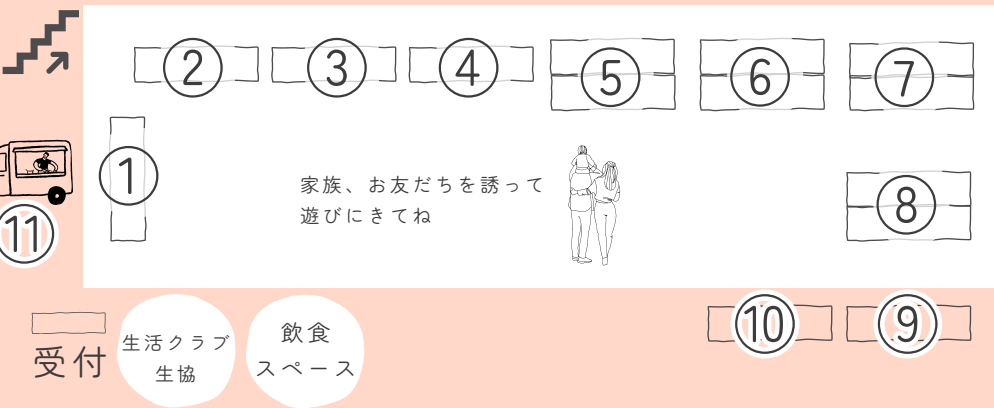 ②
③
④
⑤
⑥
⑦
①
家族、お友だちを誘って
遊びにきてね
⑧
⑪
⑩
⑨
受付
生活クラブ
生協
飲食
スペース